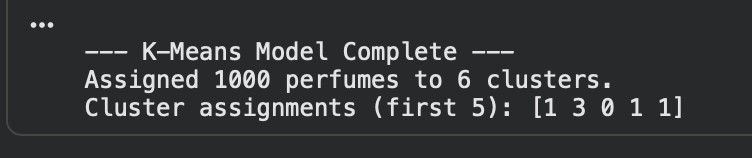 ...
--- K-Means Model Complete ---
Assigned 1000 perfumes to 6 clusters.
Cluster assignments (first 5): [1 3 0 1 1]